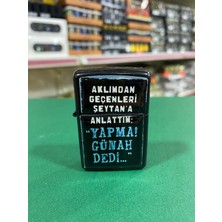 AKLIMDAN
GEÇENLERİ
ŞEYTAN'A
ANLATTIM:
"YAPMA!
GÜNAH
DEDİ..."